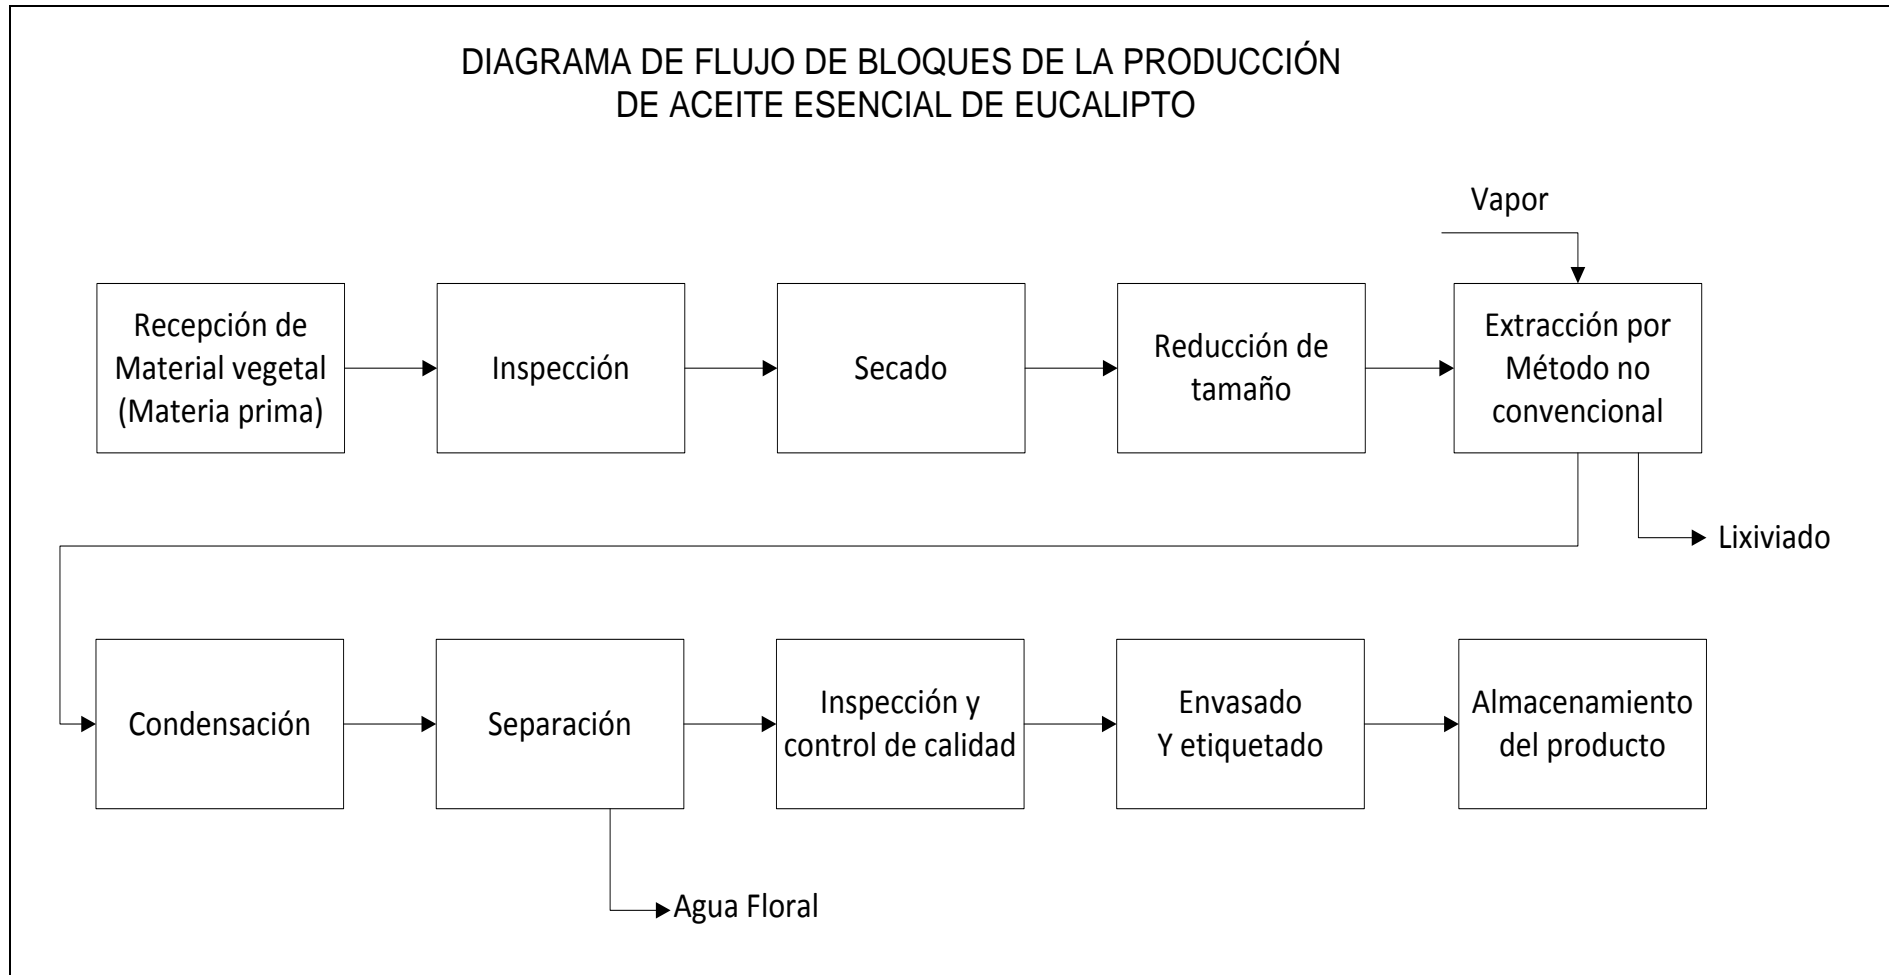 DIAGRAMA DE FLUJO DE BLOQUES DE LA PRODUCCIÓN
DE ACEITE ESENCIAL DE EUCALIPTO
Vapor
Recepción de
Material vegetal
(Materia prima)
Inspección
Secado
Reducción de
tamaño
Extracción por
Método no
convencional
Lixiviado
Condensación
Separación
Inspección y
control de calidad
Envasado
Y etiquetado
Almacenamiento
del producto
Agua Floral